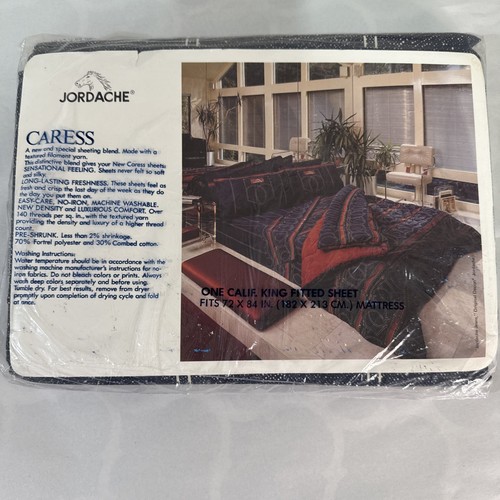 JORDACHE®
CARESS
A new and special sheeting blend. Made with a
textured filament yarn.
This distinctive blend gives your New Caress sheets
SENSATIONAL FEELING. Sheets never felt so soft
and silky.
LONG-LASTING FRESHNESS. These sheets feel as
fresh and crisp the last day of the week as they do
the day you put them on.
EASY-CARE, NO-IRON, MACHINE WASHABLE.
NEW DENSITY and LUXURIOUS COMFORT. Over
140 threads per sq. in., with the textured yarn
providing the density and luxury of a higher thread
count.
PRE-SHRUNK. Less than 2% shrinkage.
70% Fortrel polyester and 30% Combed cotton.
Washing Instructions:
Water temperature should be in accordance with the
washing machine manufacturer's instructions for no-
iron fabrics. Do not bleach colors or prints. Always
wash deep colors separately and before using.
Tumble dry. For best results, remove from dryer
promptly upon completion of drying cycle and fold
at once.
ONE CALIF. KING FITTED SHEET
FITS 72 X 84 IN. (182 X 213 CM.) MATTRESS